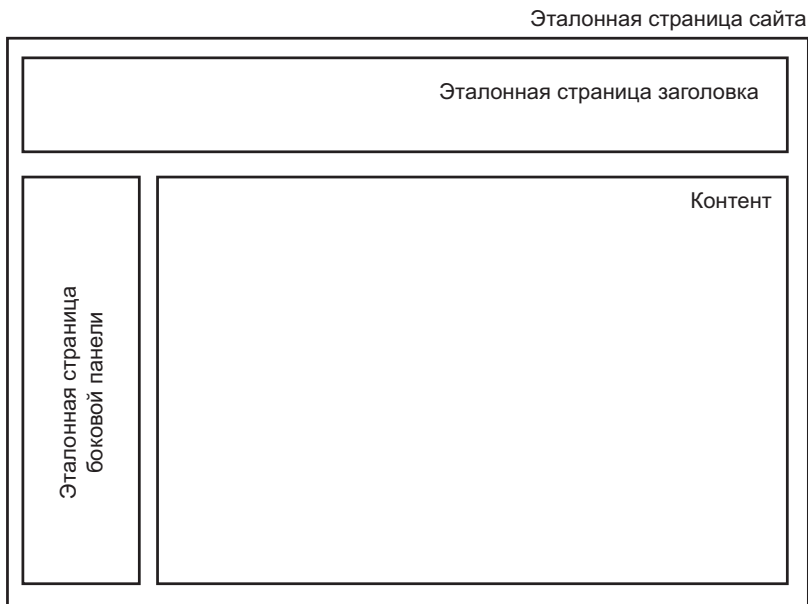 Эталонная страница сайта
Эталонная страница заголовка
Контент
Эталонная страница
боковой панели